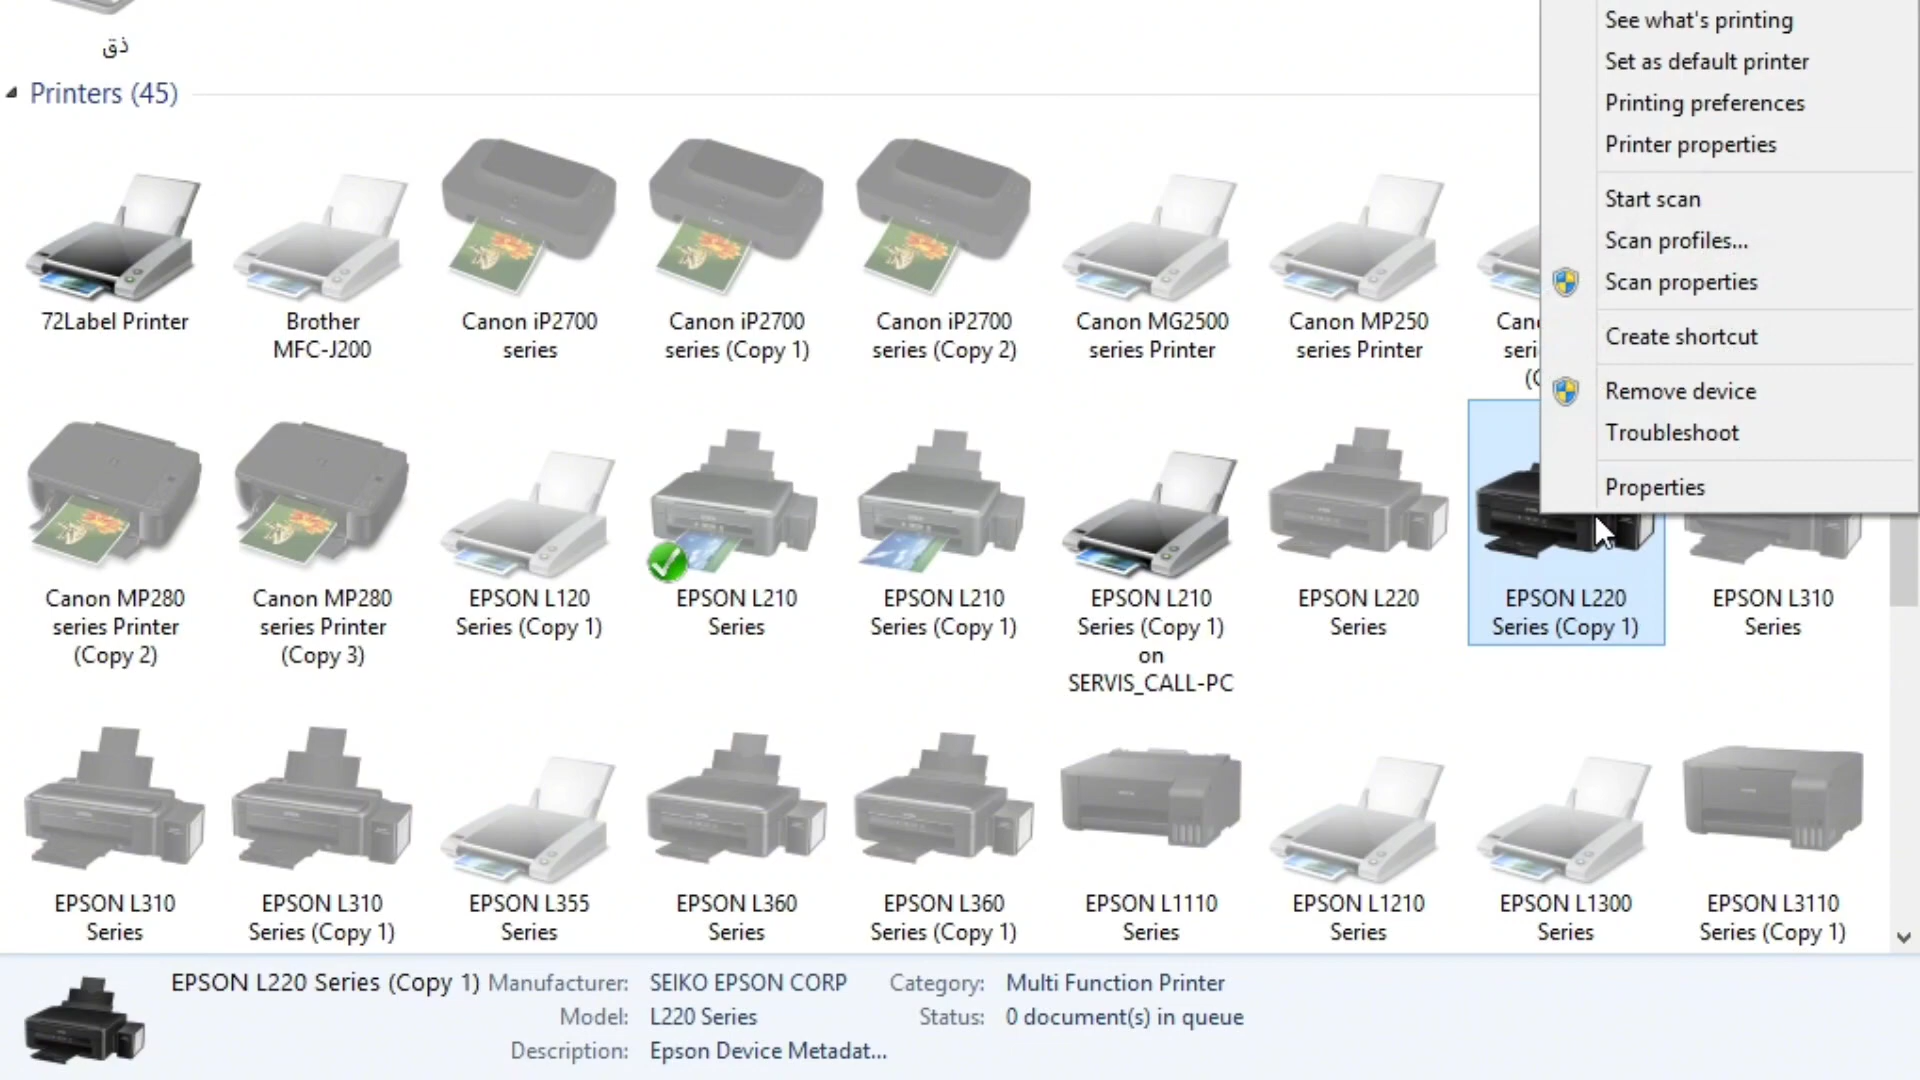 ذق
Printers (45)
See what's printing
Set as default printer
Printing preferences
Printer properties
Start scan
Scan profiles...
Scan properties
Create shortcut
Remove device
Troubleshoot
Properties
72Label Printer
Brother
MFC-J200
Canon iP2700
series
Canon iP2700
series (Copy 1)
Canon iP2700
series (Copy 2)
Canon MG2500
series Printer
Canon MP250
series Printer
Canon MP280
series Printer
(Copy 2)
Canon MP280
series Printer
(Copy 3)
EPSON L120
Series (Copy 1)
EPSON L210
Series
EPSON L210
Series (Copy 1)
EPSON L210
Series (Copy 1)
on
SERVIS_CALL-PC
EPSON L220
Series
EPSON L220
Series (Copy 1)
EPSON L310
Series
EPSON L310
Series
EPSON L310
Series (Copy 1)
EPSON L355
Series
EPSON L360
Series
EPSON L360
Series (Copy 1)
EPSON L1110
Series
EPSON L1210
Series
EPSON L1300
Series
EPSON L3110
Series (Copy 1)
EPSON L220 Series (Copy 1)
Manufacturer: SEIKO EPSON CORP
Model: L220 Series
Description: Epson Device Metadat...
Category: Multi Function Printer
Status: 0 document(s) in queue